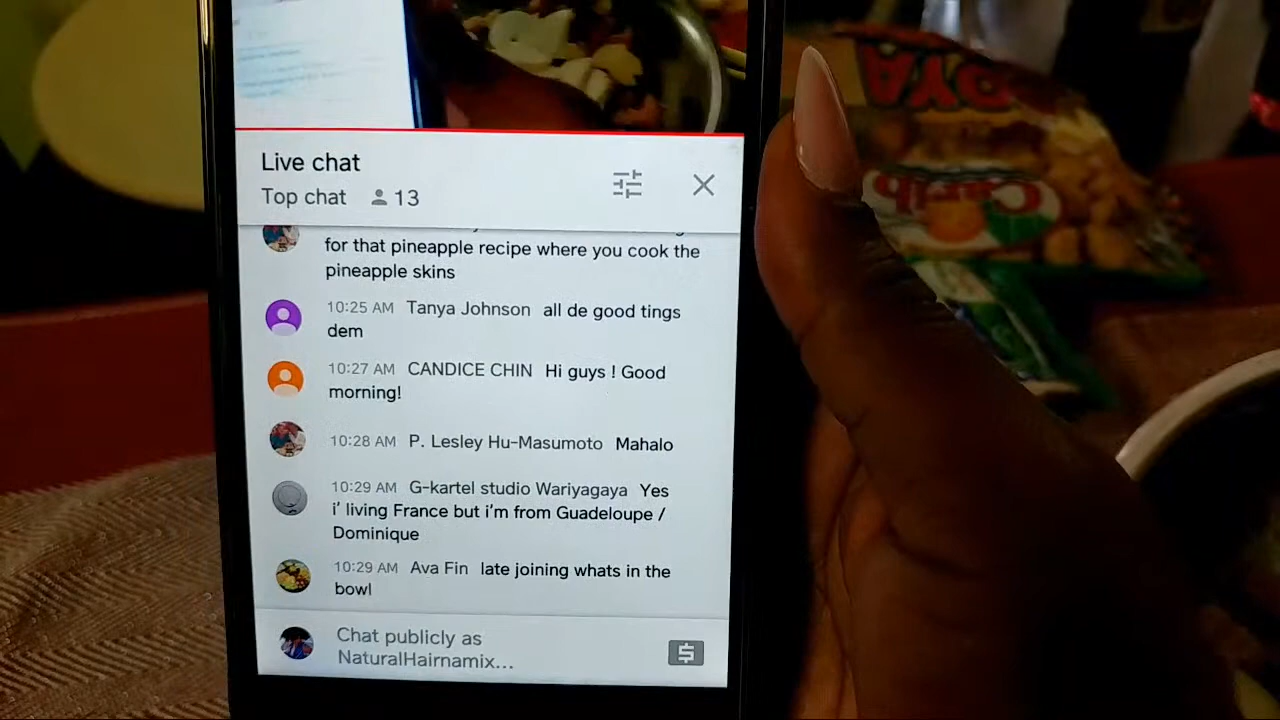 Live chat
Top chat 13
for that pineapple recipe where you cook the
pineapple skins
10:25 AM Tanya Johnson all de good tings
dem
10:27 AM CANDICE CHIN Hi guys ! Good
morning!
10:28 AM P. Lesley Hu-Masumoto Mahalo
10:29 AM G-kartel studio Wariyagaya Yes
i' living France but i'm from Guadeloupe /
Dominique
10:29 AM Ava Fin late joining whats in the
bowl
Chat publicly as
NaturalHairnamix...
$
Carib